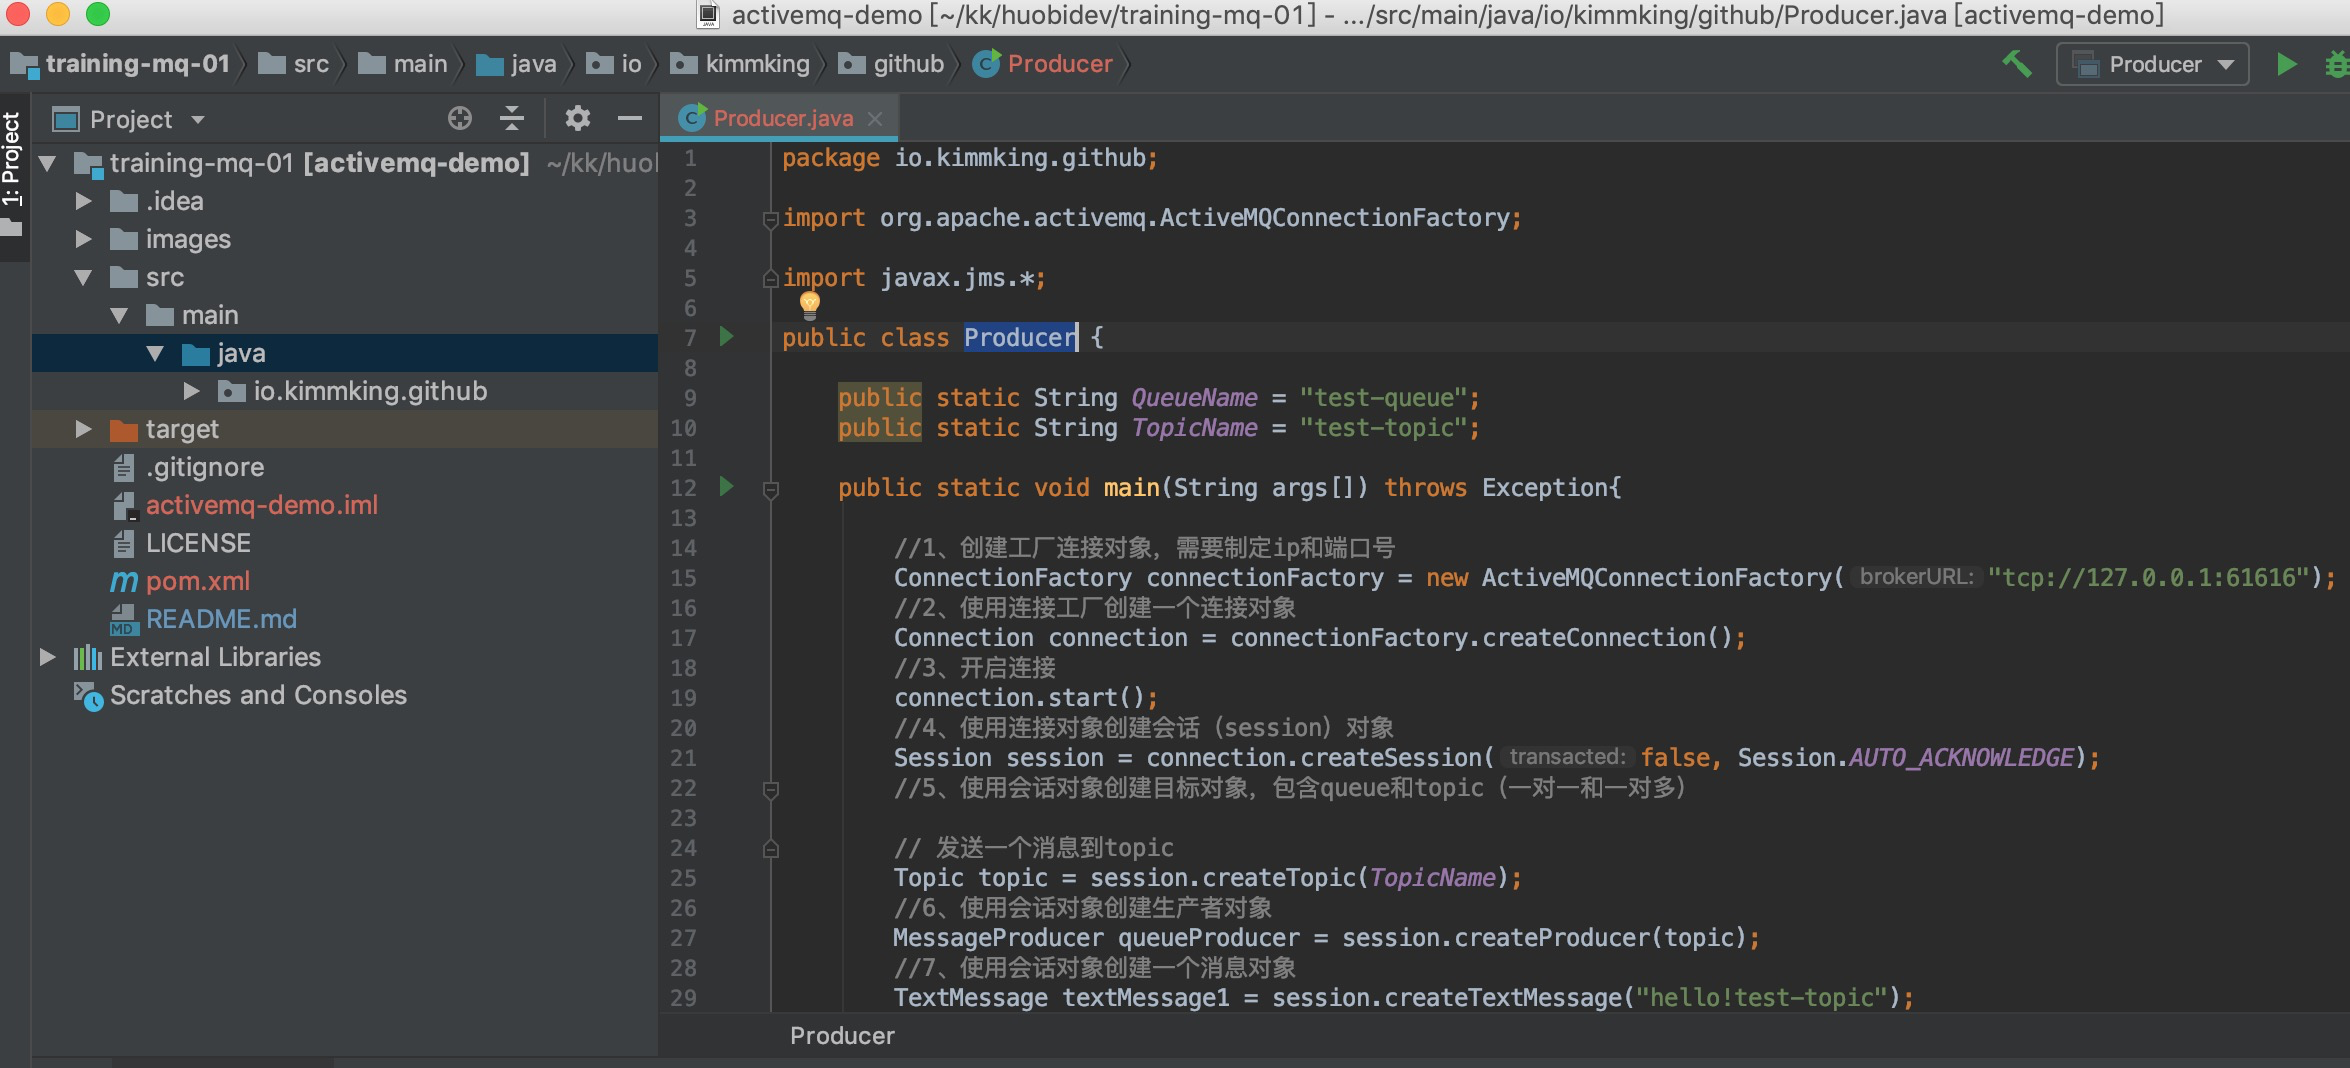 activemq-demo [~/kk/huobidev/training-mq-01] - .../src/main/java/io/kimmking/github/Producer.java [activemq-demo]
training-mq-01 src main java io kimmking github Producer
Producer
1: Project
Project
Producer.java
training-mq-01 [activemq-demo] ~/kk/huo
.idea
images
src
main
java
io.kimmking.github
target
.gitignore
activemq-demo.iml
LICENSE
pom.xml
README.md
External Libraries
Scratches and Consoles
1 package io.kimmking.github;
2
3 import org.apache.activemq.ActiveMQConnectionFactory;
4
5 import javax.jms.*;
6
7 public class Producer {
8
9 public static String QueueName = "test-queue";
10 public static String TopicName = "test-topic";
11
12 public static void main(String args[]) throws Exception{
13
14 //1、创建工厂连接对象，需要制定ip和端口号
15 ConnectionFactory connectionFactory = new ActiveMQConnectionFactory( brokerURL: "tcp://127.0.0.1:61616");
16 //2、使用连接工厂创建一个连接对象
17 Connection connection = connectionFactory.createConnection();
18 //3、开启连接
19 connection.start();
20 //4、使用连接对象创建会话（session）对象
21 Session session = connection.createSession( transacted: false, Session.AUTO_ACKNOWLEDGE);
22 //5、使用会话对象创建目标对象，包含queue和topic（一对一和一对多）
23
24 // 发送一个消息到topic
25 Topic topic = session.createTopic(TopicName);
26 //6、使用会话对象创建生产者对象
27 MessageProducer queueProducer = session.createProducer(topic);
28 //7、使用会话对象创建一个消息对象
29 TextMessage textMessage1 = session.createTextMessage("hello!test-topic");
Producer